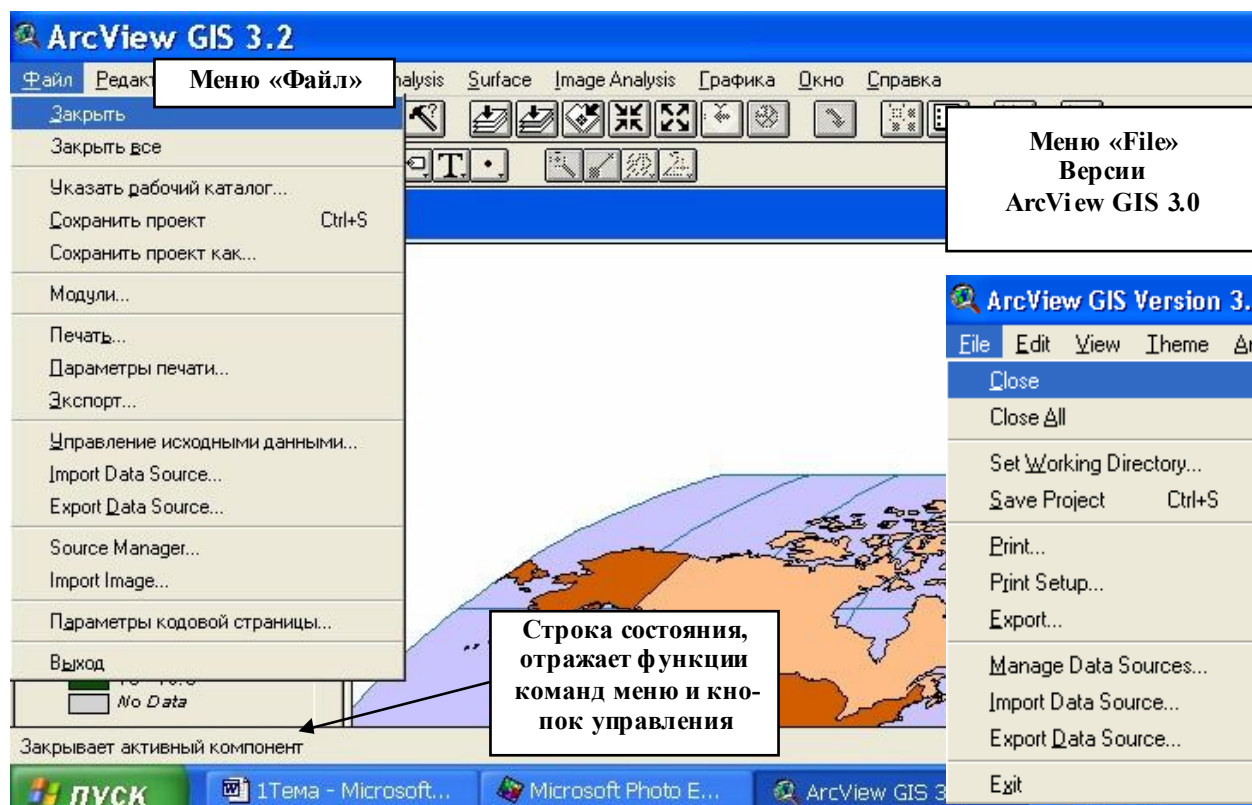 ArcView GIS 3.2
Файл Редакт
Меню «Файл»
nalysis Surface Image Analysis Графика Окно Справка
Закрыть
Закрыть все
Указать рабочий каталог...
Сохранить проект Ctrl+S
Сохранить проект как...
Модули...
Печать...
Параметры печати...
Экспорт...
Управление исходными данными...
Import Data Source...
Export Data Source...
Source Manager...
Import Image...
Параметры кодовой страницы...
Выход
No Data
Закрывает активный компонент
Строка состояния,
отражает функции
команд меню и кно-
пок управления
Меню «File»
Версии
ArcView GIS 3.0
ArcView GIS Version 3.
File Edit View Theme Ar
Close
Close All
Set Working Directory...
Save Project Ctrl+S
Print...
Print Setup...
Export...
Manage Data Sources...
Import Data Source...
Export Data Source...
Exit
пуск 1Тема - Microsoft... Microsoft Photo E... ArcView GIS 3